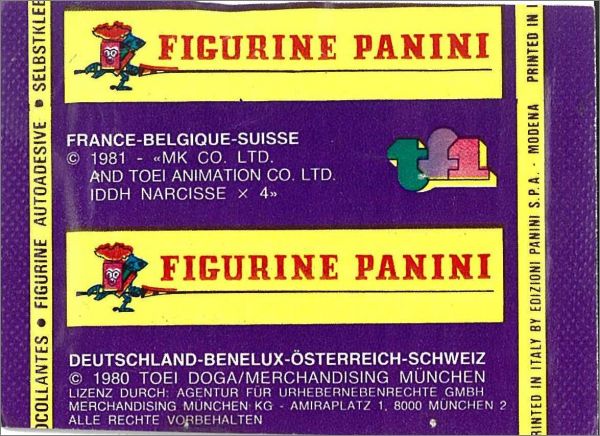 FIGURINE PANINI
FRANCE-BELGIQUE-SUISSE
© 1981 - «MK CO. LTD.
AND TOEI ANIMATION CO. LTD.
IDDH NARCISSE × 4»
tf1
FIGURINE PANINI
DEUTSCHLAND-BENELUX-ÖSTERREICH-SCHWEIZ
© 1980 TOEI DOGA/MERCHANDISING MÜNCHEN
LIZENZ DURCH: AGENTUR FÜR URHEBERNEBENRECHTE GMBH
MERCHANDISING MÜNCHEN KG - AMIRAPLATZ 1, 8000 MÜNCHEN 2
ALLE RECHTE VORBEHALTEN
OCOLLANTES • FIGURINE AUTOADESIVE • SELBSTKLEE
RINTED IN ITALY BY EDIZIONI PANINI S.P.A. - MODENA PRINTED IN